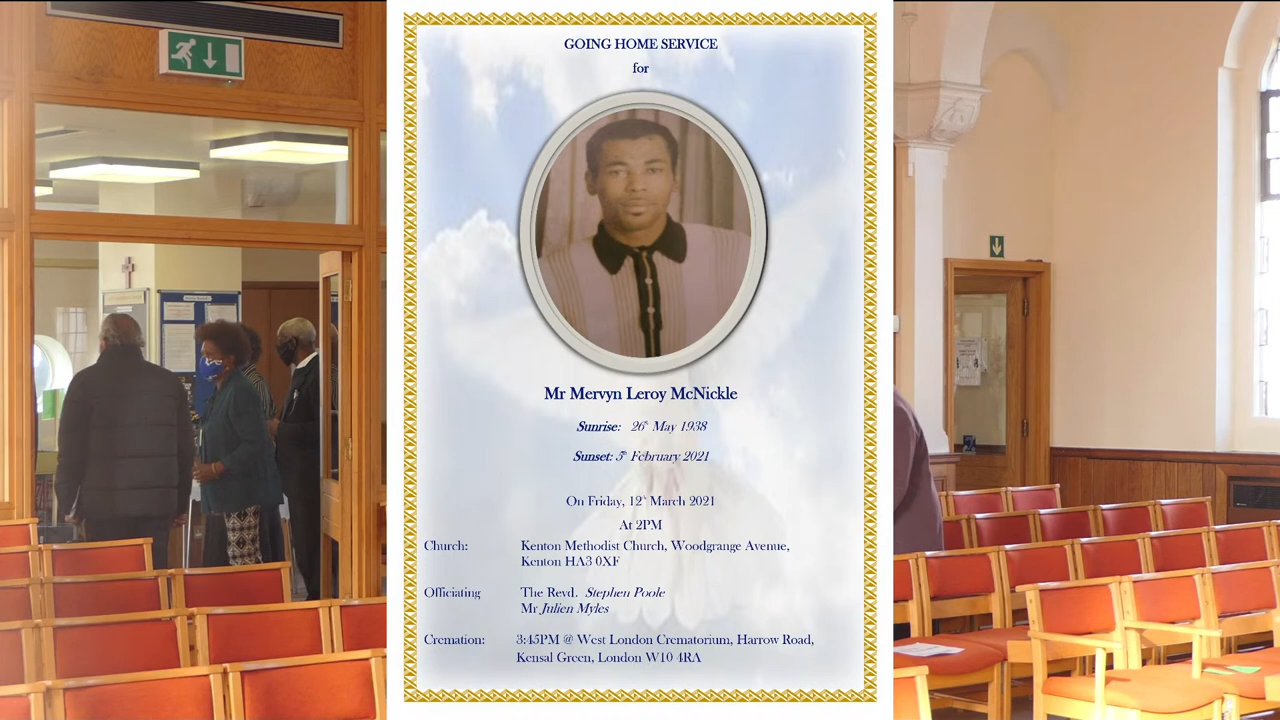 GOING HOME SERVICE
for
Mr Mervyn Leroy McNickle
Sunrise: 26th May 1938
Sunset: 5th February 2021
On Friday, 12th March 2021
At 2PM
Church: Kenton Methodist Church, Woodgrange Avenue,
Kenton HA3 0XF
Officiating The Revd. Stephen Poole
Mr Julien Myles
Cremation: 3:45PM @ West London Crematorium, Harrow Road,
Kensal Green, London W10 4RA